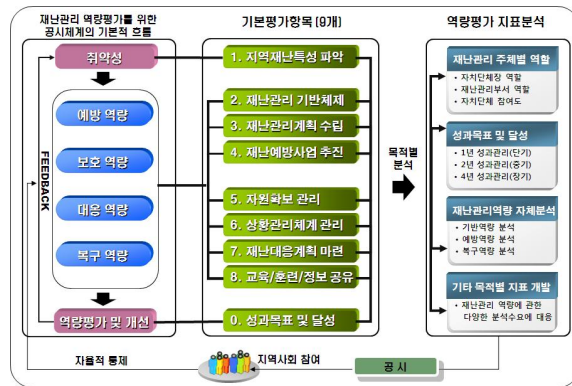 재난관리 역량평가를 위한
공시체계의 기본적 흐름
취약성
예방 역량
보호 역량
대응 역량
복구 역량
역량평가 및 개선
FEEDBACK
기본평가항목 (9개)
1. 지역재난특성 파악
2. 재난관리 기반체제
3. 재난관리계획 수립
4. 재난예방사업 추진
5. 자원확보 관리
6. 상황관리체계 관리
7. 재난대응계획 마련
8. 교육/훈련/정보 공유
0. 성과목표 및 달성
목적별
분석
역량평가 지표분석
재난관리 주체별 역할
• 자치단체장 역할
• 재난관리부서 역할
• 자치단체 참여도
성과목표 및 달성
• 1년 성과관리(단기)
• 2년 성과관리(중기)
• 4년 성과관리(장기)
재난관리역량 자체분석
• 기반역량 분석
• 예방역량 분석
• 복구역량 분석
기타 목적별 지표 개발
• 재난관리 역량에 관한
다양한 분석수요에 대응
자율적 통제
지역사회 참여
공 시